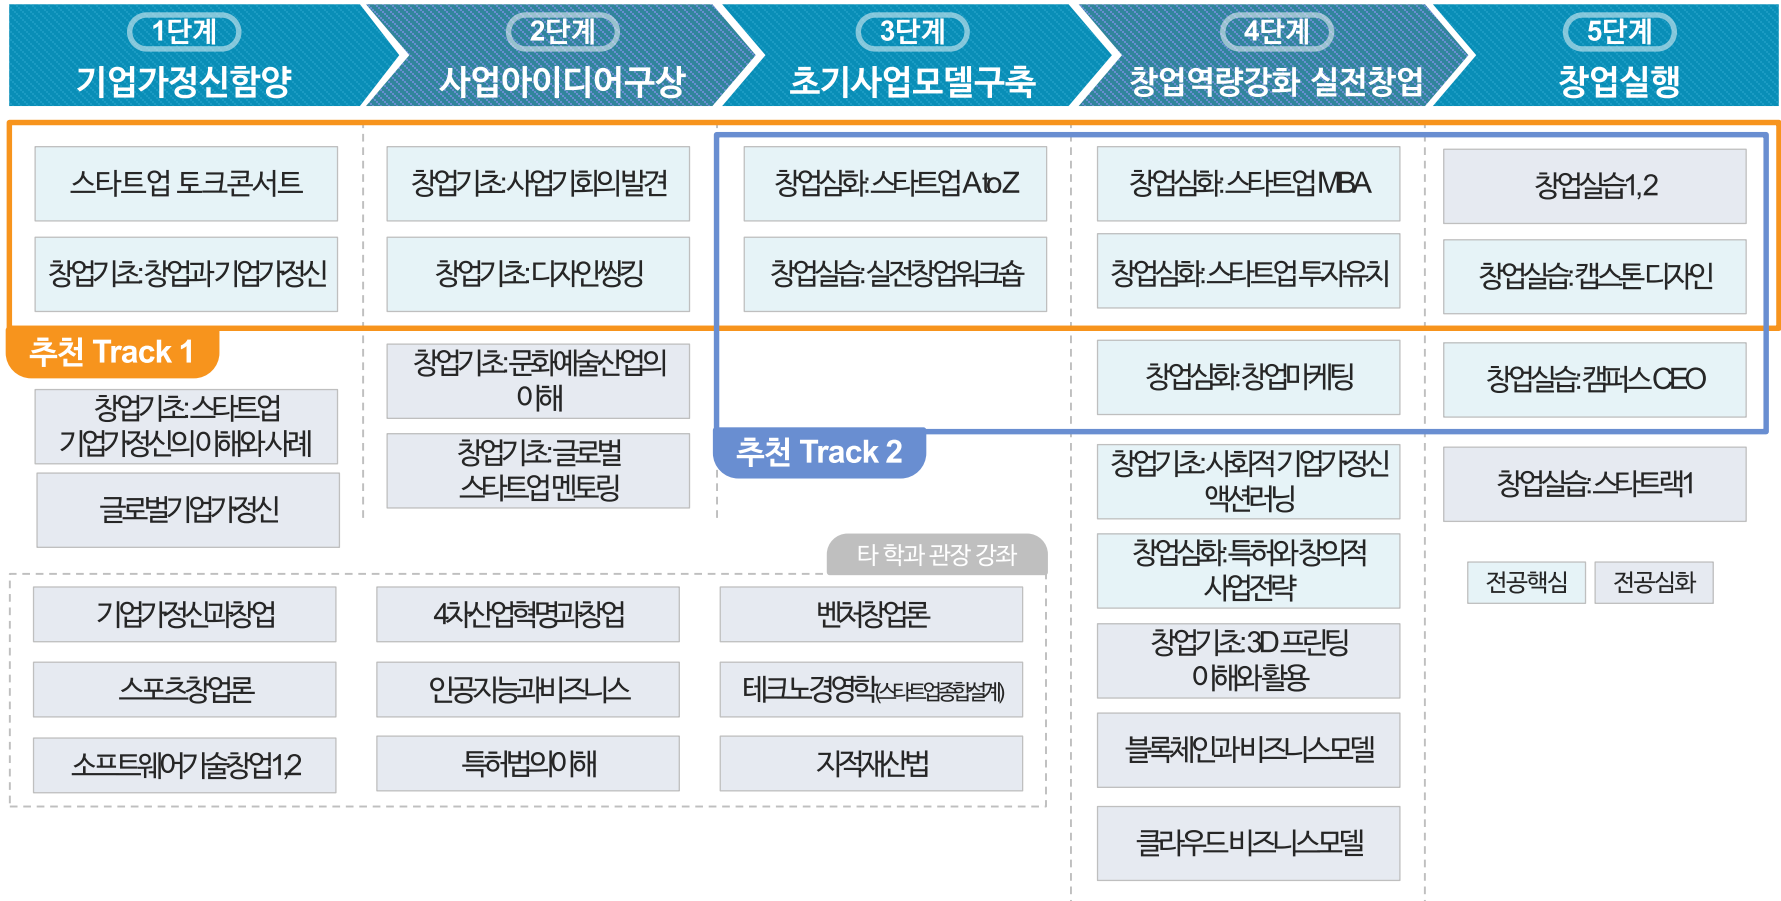 1단계
기업가정신함양
2단계
사업아이디어구상
3단계
초기사업모델구축
4단계
창업역량강화 실전창업
5단계
창업실행
스타트업 토크콘서트
창업기초:사업기회의 발견
창업심화:스타트업 A to Z
창업심화:스타트업 MBA
창업실습1,2
창업기초:창업과 기업가정신
창업기초:디자인씽킹
창업실습:실전창업워크숍
창업심화:스타트업 투자유치
창업실습:캡스톤 디자인
추천 Track 1
창업기초:문화예술산업의
이해
창업심화:창업마케팅
창업실습:캠퍼스 CEO
창업기초:스타트업
기업가정신의 이해와 사례
추천 Track 2
창업기초:글로벌
스타트업 멘토링
창업기초:사회적 기업가정신
액션러닝
창업실습:스타트랙1
글로벌기업가정신
타 학과 관장 강좌
창업심화:특허와 창의적
사업전략
전공핵심
전공심화
기업가정신과창업
4차산업혁명과창업
벤처창업론
창업기초:3D 프린팅
이해와 활용
스포츠창업론
인공지능과비즈니스
테크노경영학(스타트업종합설계)
블록체인과 비즈니스모델
소프트웨어기술창업1,2
특허법의이해
지적재산법
클라우드 비즈니스모델